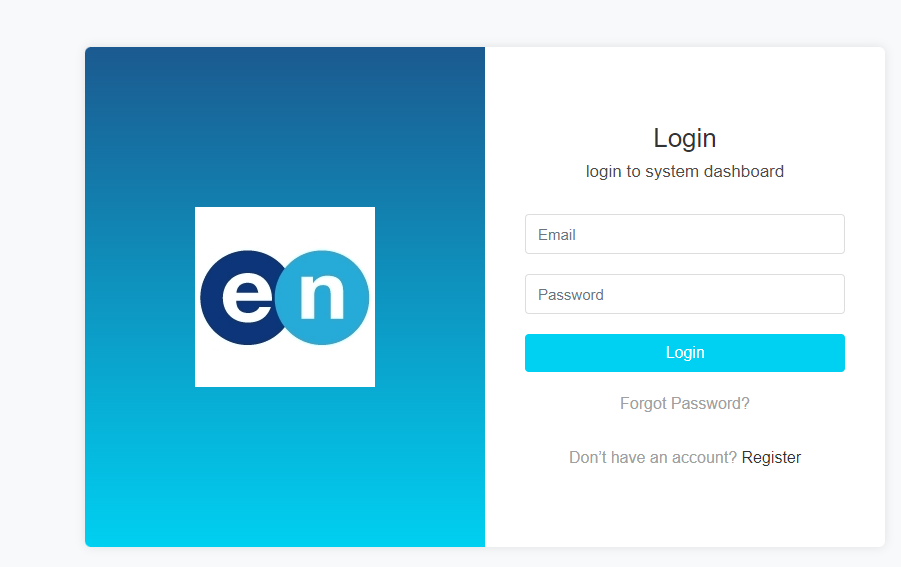 en
Login
login to system dashboard
Email
Password
Login
Forgot Password?
Don’t have an account? Register